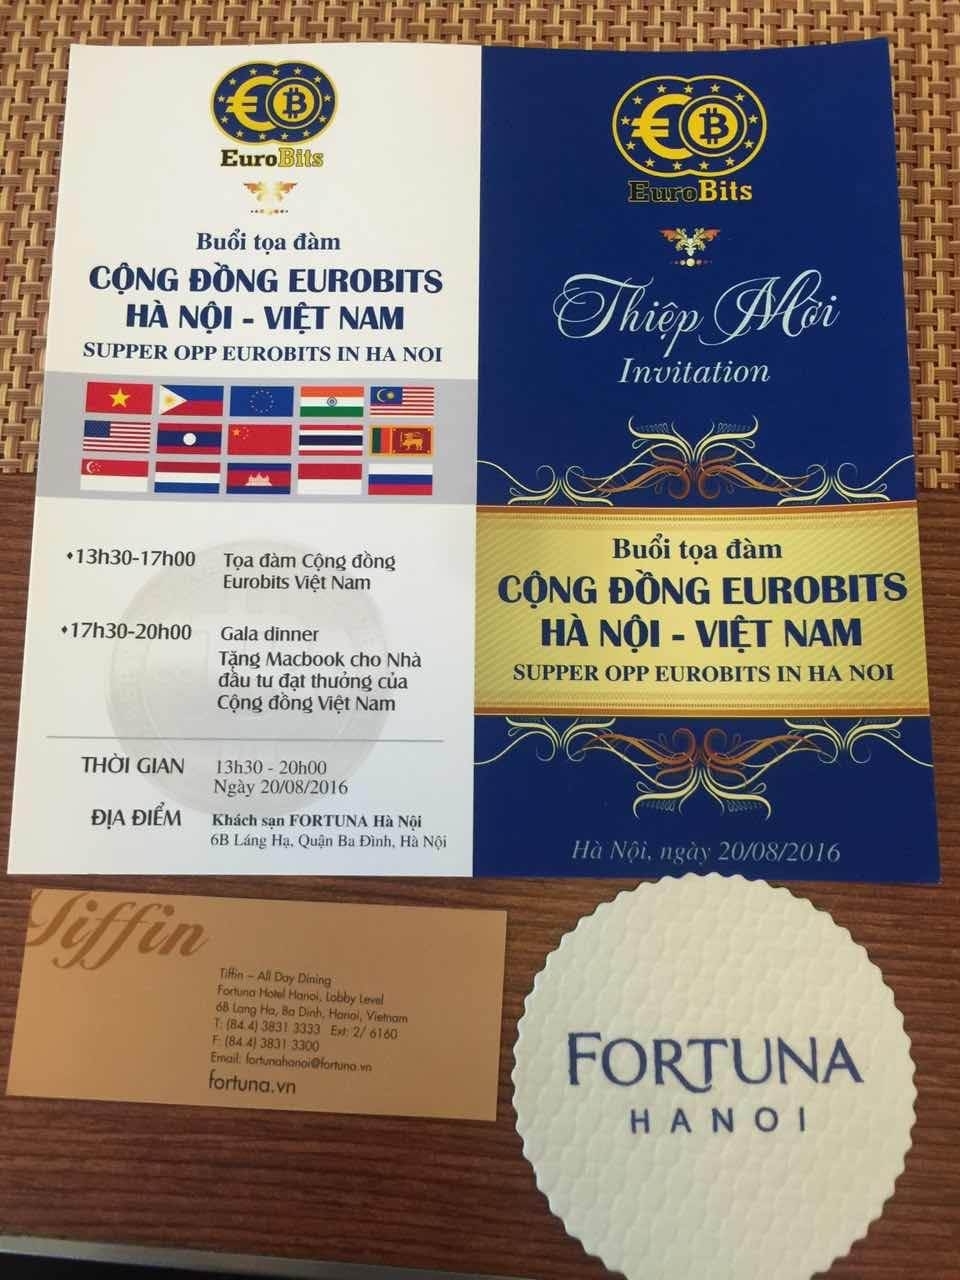 EuroBits
Buổi tọa đàm
CỘNG ĐỒNG EUROBITS
HÀ NỘI - VIỆT NAM
SUPPER OPP EUROBITS IN HA NOI
13h30-17h00 Tọa đàm Cộng đồng
Eurobits Việt Nam
17h30-20h00 Gala dinner
Tặng Macbook cho Nhà
đầu tư đạt thưởng của
Cộng đồng Việt Nam
THỜI GIAN 13h30 - 20h00
Ngày 20/08/2016
ĐỊA ĐIỂM Khách sạn FORTUNA Hà Nội
6B Láng Hạ, Quận Ba Đình, Hà Nội
EuroBits
Thiệp Mời
Invitation
Buổi tọa đàm
CỘNG ĐỒNG EUROBITS
HÀ NỘI - VIỆT NAM
SUPPER OPP EUROBITS IN HA NOI
Hà Nội, ngày 20/08/2016
Tiffin
Tiffin – All Day Dining
Fortuna Hotel Hanoi, Lobby Level
6B Lang Ha, Ba Dinh, Hanoi, Vietnam
T: (84.4) 3831 3333 Ext: 2/ 6160
F: (84.4) 3831 3300
Email: fortunahanoi@fortuna.vn
fortuna.vn
FORTUNA
HANOI